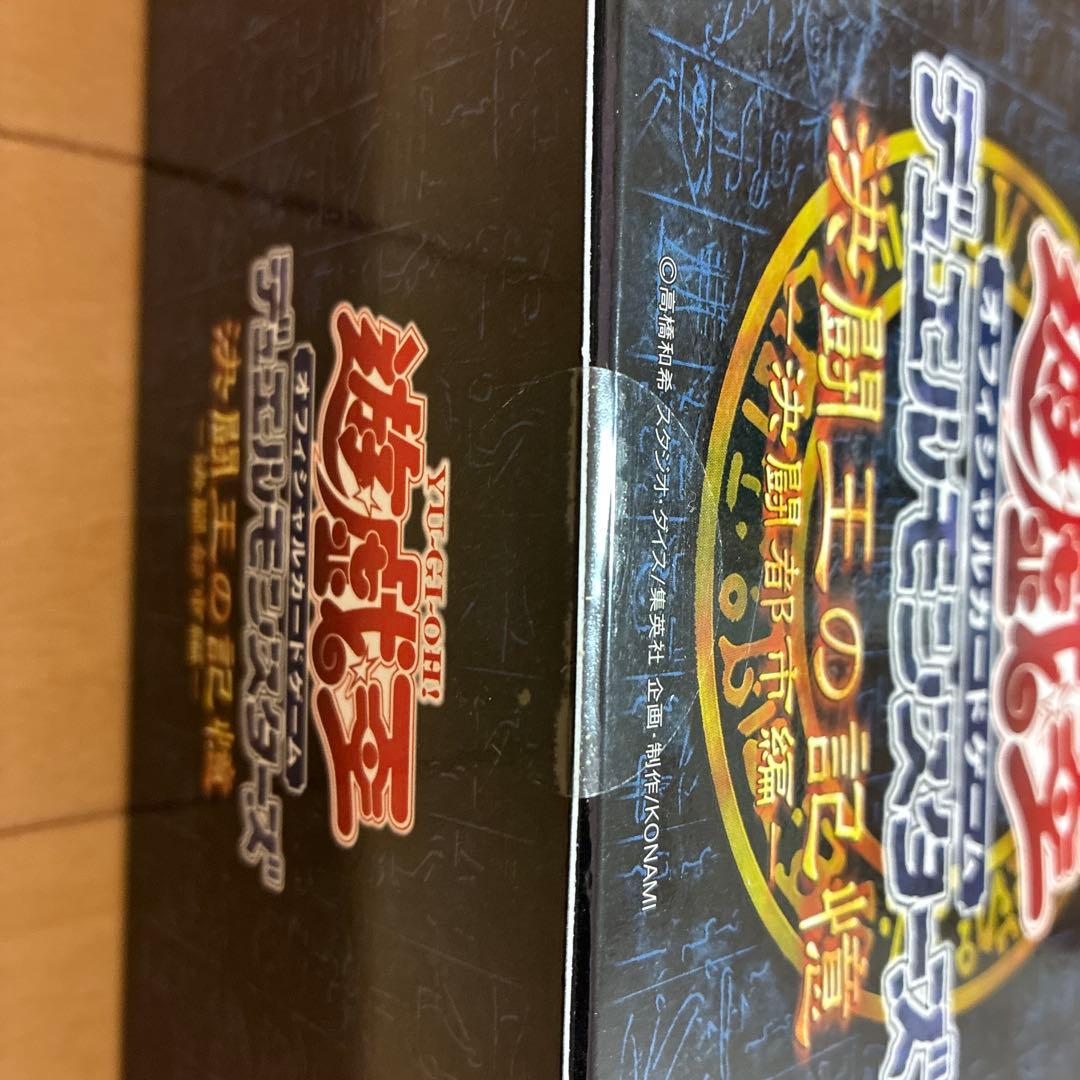 遊戯王
オフィシャルカードゲーム
デュエルモンスターズ
決闘王の記憶
―決闘都市編―
©高橋和希 スタジオ・ダイス/集英社 企画・制作/KONAMI
YU-GI-OH!
遊戯王
オフィシャルカードゲーム
デュエルモンスターズ
決闘王の記憶